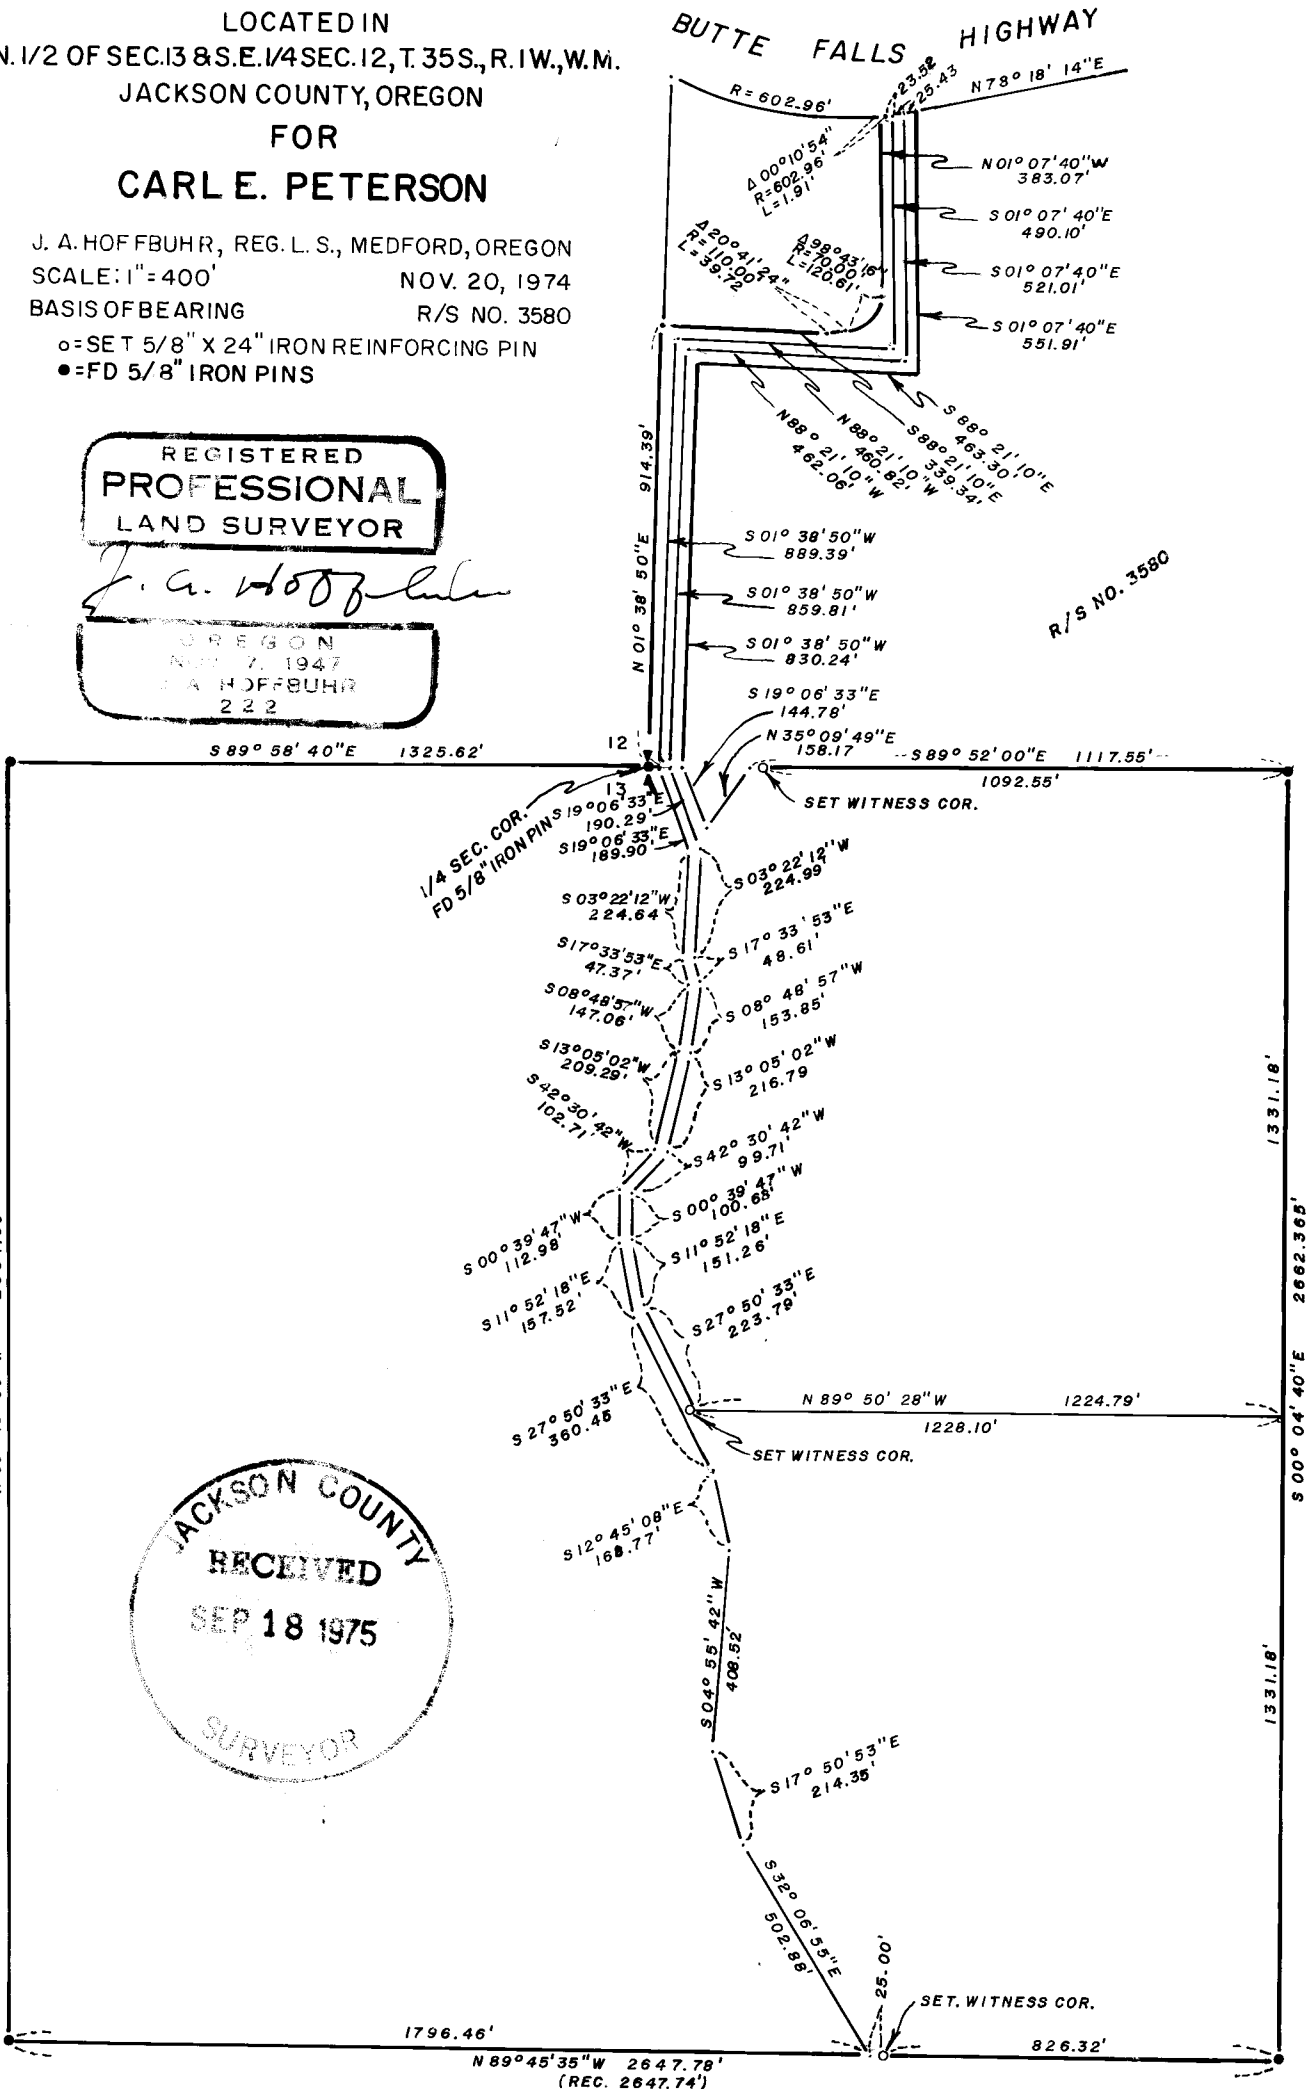 LOCATED IN
N. 1/2 OF SEC. 13 & S.E. 1/4 SEC. 12, T. 35 S., R. 1 W., W. M.
JACKSON COUNTY, OREGON
FOR
CARL E. PETERSON
J. A. HOFFBUHR, REG. L. S., MEDFORD, OREGON
SCALE: 1" = 400' NOV. 20, 1974
BASIS OF BEARING R/S NO. 3580
o = SET 5/8" X 24" IRON REINFORCING PIN
● = FD 5/8" IRON PINS
REGISTERED
PROFESSIONAL
LAND SURVEYOR
OREGON
NOV. 7, 1947
J. A. HOFFBUHR
222
BUTTE FALLS HIGHWAY
R = 602.96'
23.52
25.43
N 78° 18' 14" E
Δ 00° 10' 54"
R = 602.96'
L = 1.91'
Δ 20° 41' 24"
R = 110.00'
L = 39.72
Δ 98° 43' 16"
R = 70.00'
L = 120.61'
N 01° 07' 40" W
383.07'
S 01° 07' 40" E
490.10'
S 01° 07' 40" E
521.01'
S 01° 07' 40" E
551.91'
S 88° 21' 10" E
463.30'
S 88° 21' 10" E
339.34'
N 88° 21' 10" W
460.82'
N 88° 21' 10" W
462.06'
N 01° 38' 50" E 914.39'
S 01° 38' 50" W
889.39'
S 01° 38' 50" W
859.81'
S 01° 38' 50" W
830.24'
R/S NO. 3580
S 19° 06' 33" E
144.78'
N 35° 09' 49" E
158.17
S 89° 58' 40" E 1325.62'
12
13
S 89° 52' 00" E 1117.55'
1092.55'
SET WITNESS COR.
1/4 SEC. COR.
FD 5/8" IRON PIN
S 19° 06' 33" E
190.29'
S 19° 06' 33" E
189.90'
S 03° 22' 12" W
224.99'
S 03° 22' 12" W
224.64
S 17° 33' 53" E
48.61'
S 17° 33' 53" E
47.37'
S 08° 48' 57" W
153.85'
S 08° 48' 57" W
147.06'
S 13° 05' 02" W
216.79
S 13° 05' 02" W
209.29'
S 42° 30' 42" W
102.71'
S 42° 30' 42" W
99.71'
S 00° 39' 47" W
100.68'
S 00° 39' 47" W
112.98'
S 11° 52' 18" E
151.26'
S 11° 52' 18" E
157.52'
S 27° 50' 33" E
223.79'
S 27° 50' 33" E
360.45
N 89° 50' 28" W 1224.79'
1228.10'
SET WITNESS COR.
1331.18'
S 00° 04' 40" E 2662.365'
1331.18'
S 12° 45' 08" E
168.77'
S 04° 55' 42" W
408.52'
S 17° 50' 53" E
214.35'
S 32° 06' 55" E
502.88'
25.00'
SET. WITNESS COR.
1796.46'
826.32'
N 89° 45' 35" W 2647.78'
(REC. 2647.74')
JACKSON COUNTY
RECEIVED
SEP 18 1975
SURVEYOR